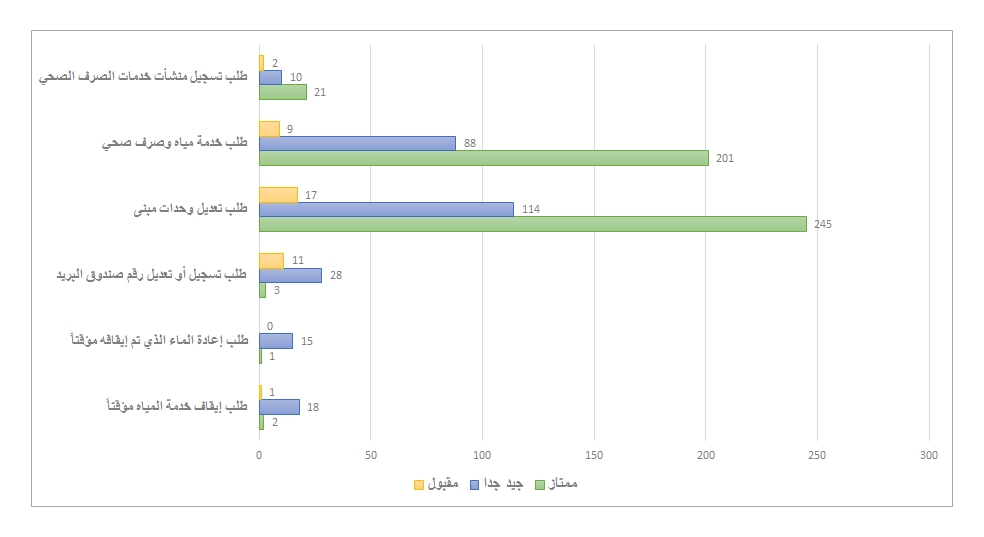 طلب تسجيل منشأت خدمات الصرف الصحي
2
10
21
طلب خدمة مياه وصرف صحي
9
88
201
طلب تعديل وحدات مبنى
17
114
245
طلب تسجيل أو تعديل رقم صندوق البريد
11
28
3
طلب إعادة الماء الذي تم إيقافه مؤقتاً
0
15
1
طلب إيقاف خدمة المياه مؤقتاً
1
18
2
0 50 100 150 200 250 300
ممتاز جيد جدا مقبول